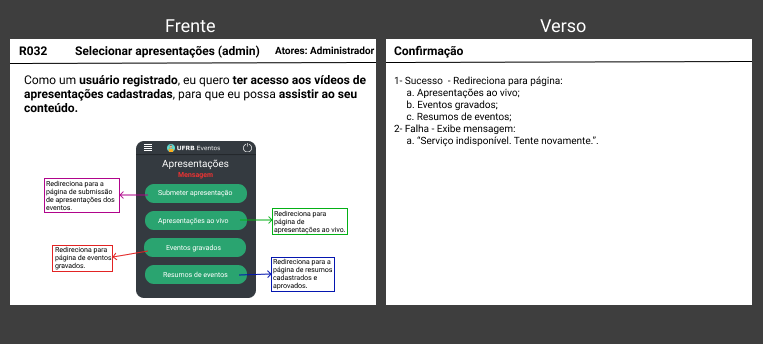 Frente
Verso
R032 Selecionar apresentações (admin) Atores: Administrador
Como um usuário registrado, eu quero ter acesso aos vídeos de
apresentações cadastradas, para que eu possa assistir ao seu
conteúdo.
UFRB Eventos
Apresentações
Mensagem
Submeter apresentação
Apresentações ao vivo
Eventos gravados
Resumos de eventos
Redireciona para a
página de submissão
de apresentações dos
eventos.
Redireciona para
página de
apresentações ao vivo.
Redireciona para
página de eventos
gravados.
Redireciona para a
página de resumos
cadastrados e
aprovados.
Confirmação
1- Sucesso - Redireciona para página:
a. Apresentações ao vivo;
b. Eventos gravados;
c. Resumos de eventos;
2- Falha - Exibe mensagem:
a. “Serviço indisponível. Tente novamente.”.